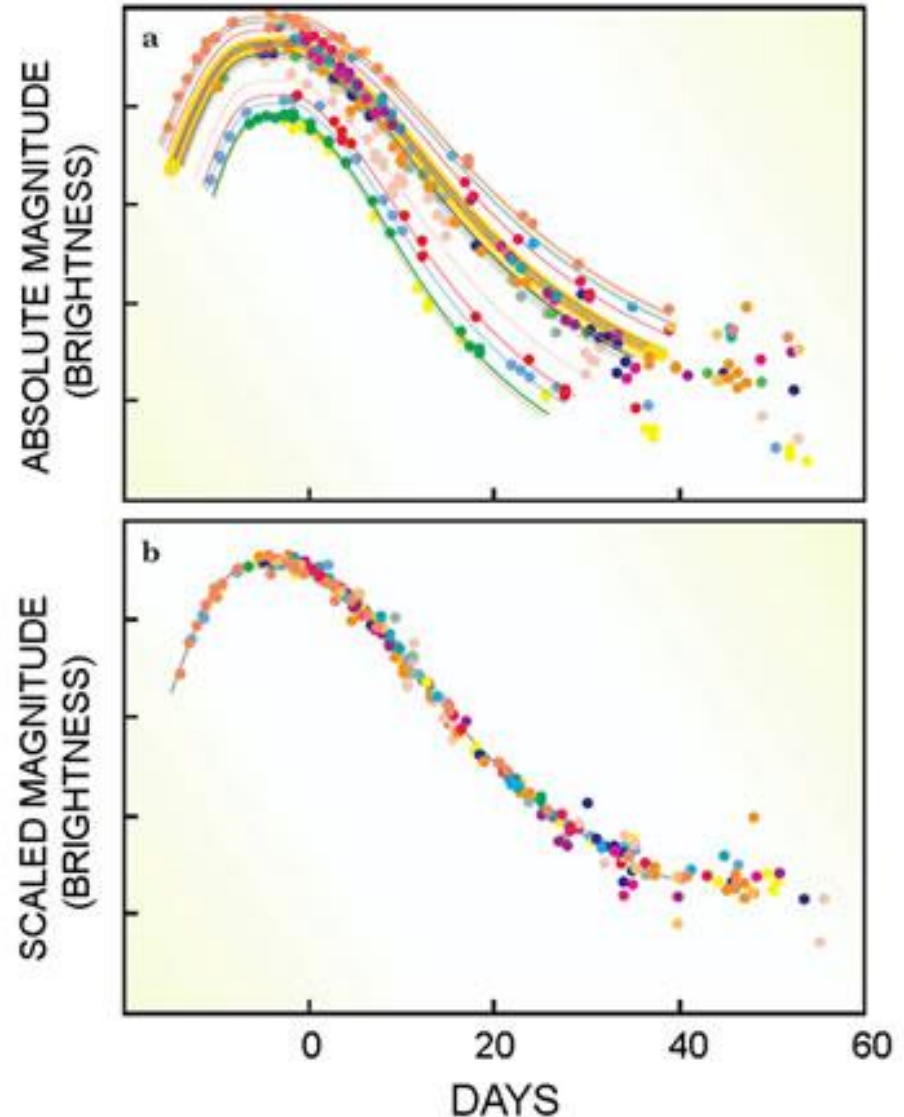 a
ABSOLUTE MAGNITUDE
(BRIGHTNESS)
b
SCALED MAGNITUDE
(BRIGHTNESS)
0 20 40 60
DAYS